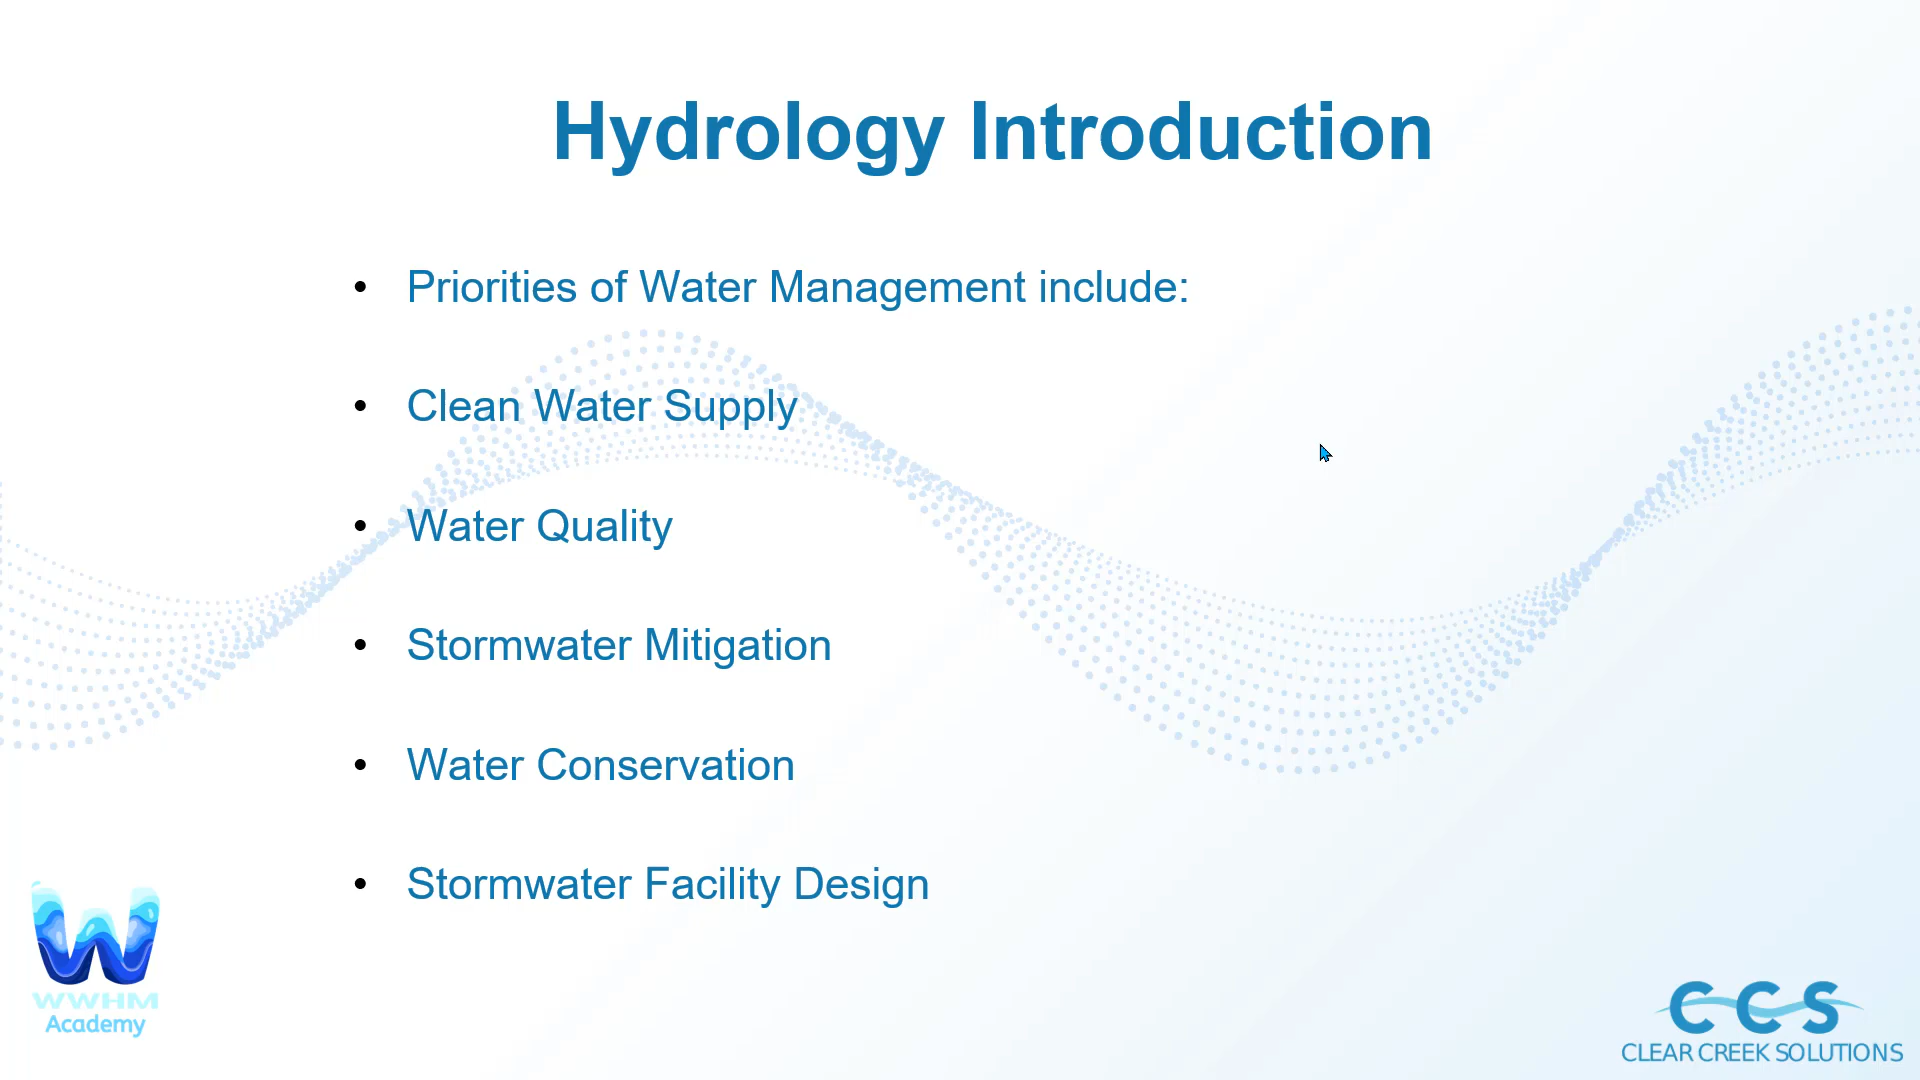 Hydrology Introduction
• Priorities of Water Management include:
• Clean Water Supply
• Water Quality
• Stormwater Mitigation
• Water Conservation
• Stormwater Facility Design
W
WWHM
Academy
CCS
CLEAR CREEK SOLUTIONS